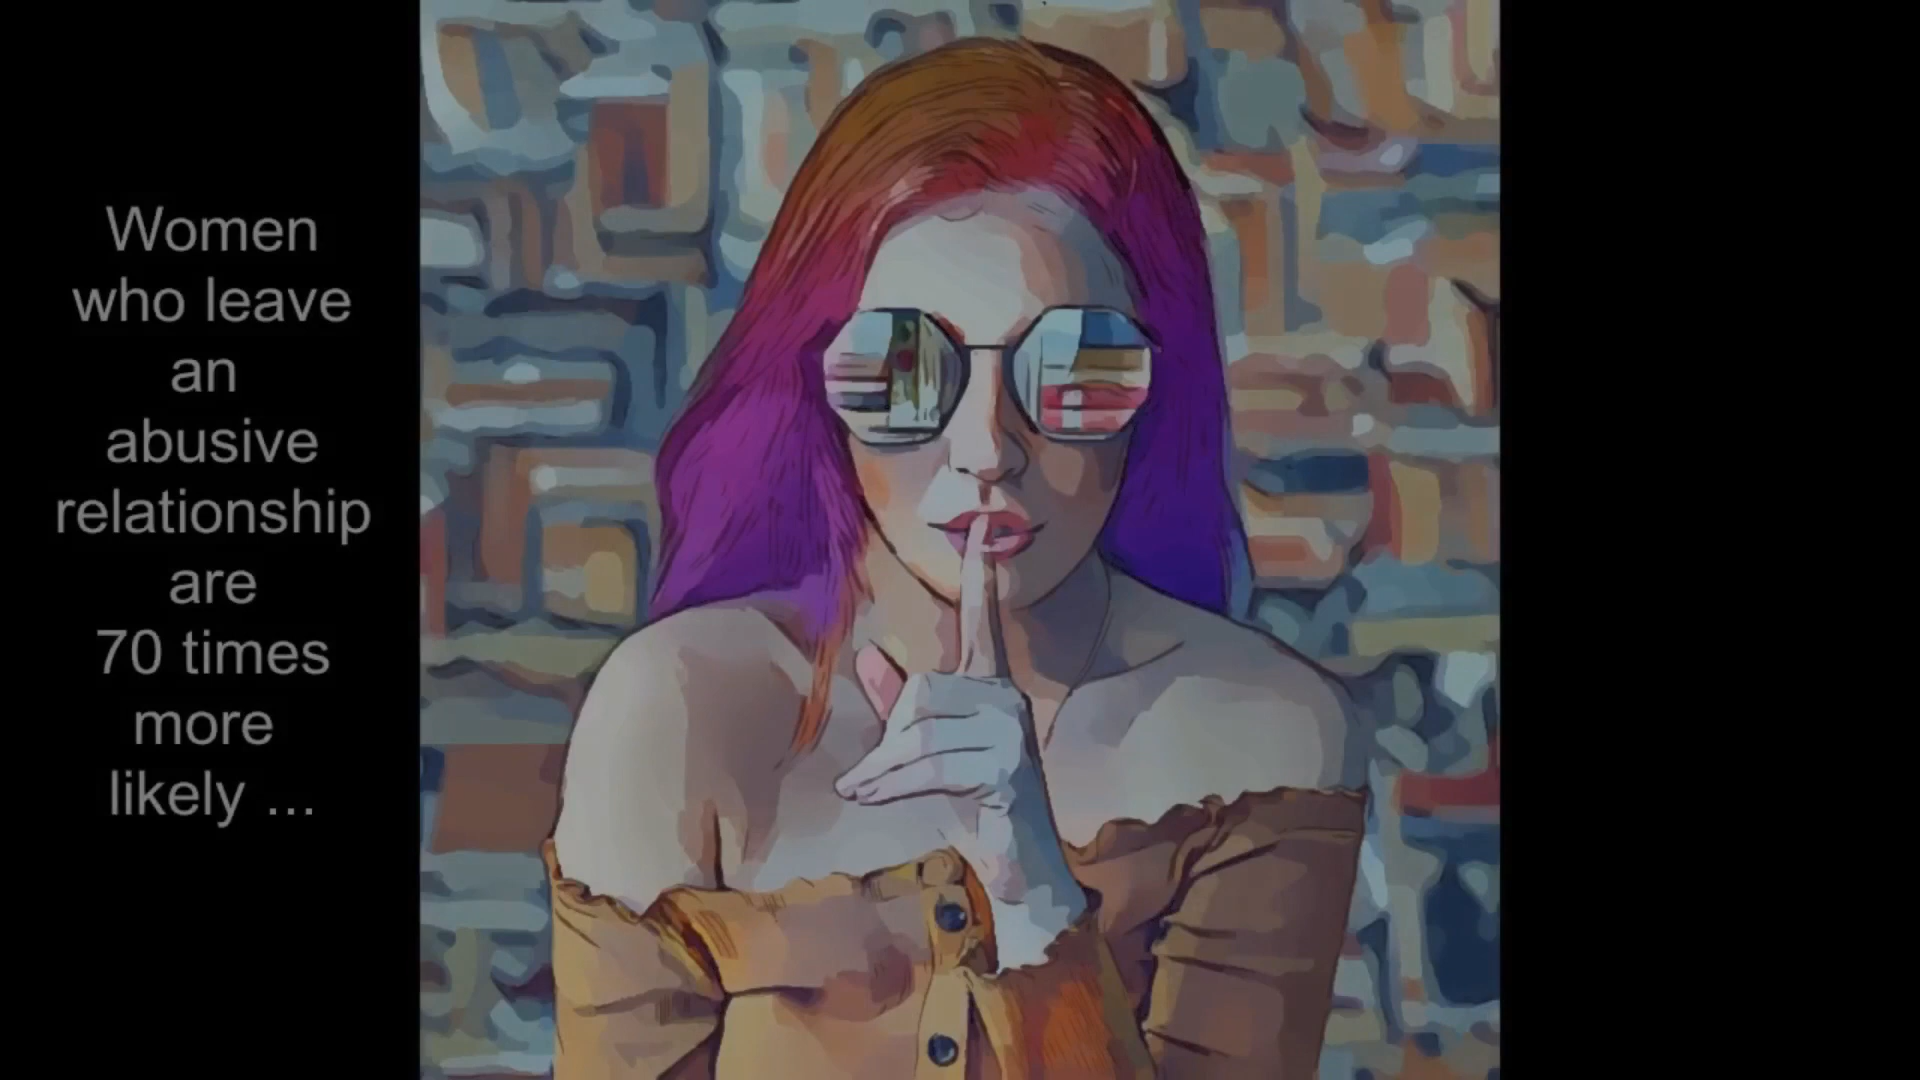 Women
who leave
an
abusive
relationship
are
70 times
more
likely ...